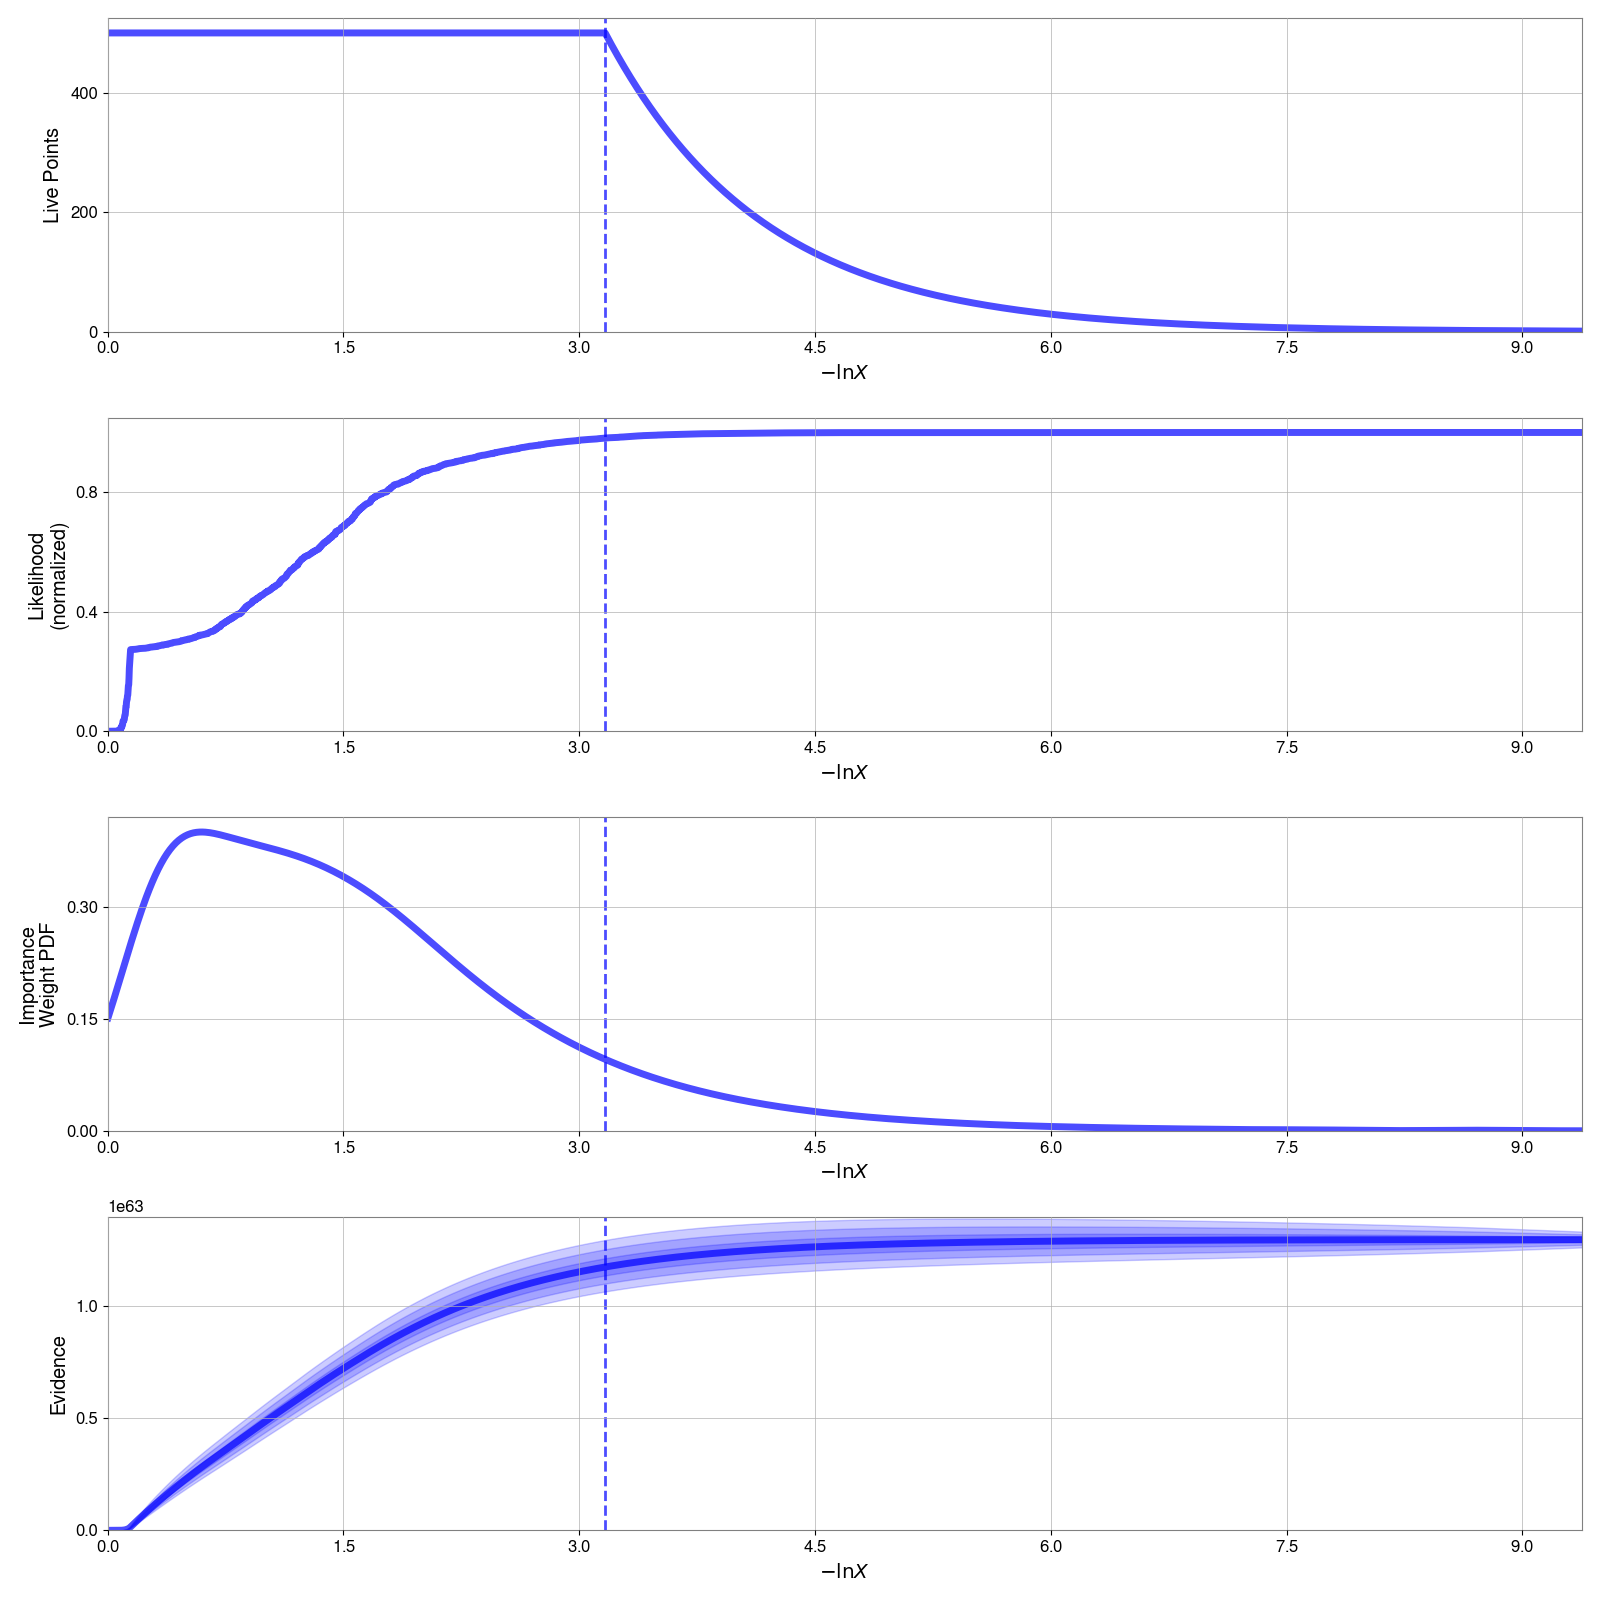 400
200
0
Live Points
0.0 1.5 3.0 4.5 6.0 7.5 9.0
−lnX
0.8
0.4
0.0
Likelihood
(normalized)
0.0 1.5 3.0 4.5 6.0 7.5 9.0
−lnX
0.30
0.15
0.00
Importance
Weight PDF
0.0 1.5 3.0 4.5 6.0 7.5 9.0
−lnX
1e63
1.0
0.5
0.0
Evidence
0.0 1.5 3.0 4.5 6.0 7.5 9.0
−lnX